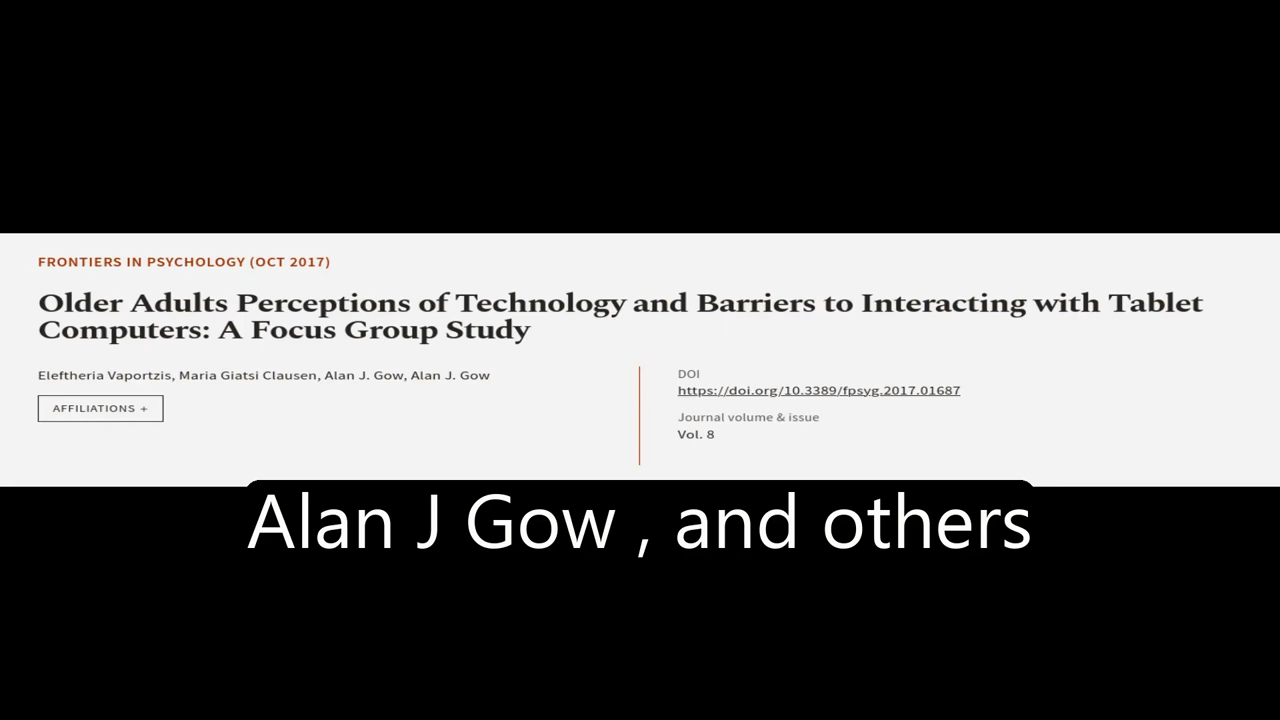 FRONTIERS IN PSYCHOLOGY (OCT 2017)
Older Adults Perceptions of Technology and Barriers to Interacting with Tablet
Computers: A Focus Group Study
Eleftheria Vaportzis, Maria Giatsi Clausen, Alan J. Gow, Alan J. Gow
AFFILIATIONS +
DOI
https://doi.org/10.3389/fpsyg.2017.01687
Journal volume & issue
Vol. 8
Alan J Gow , and others